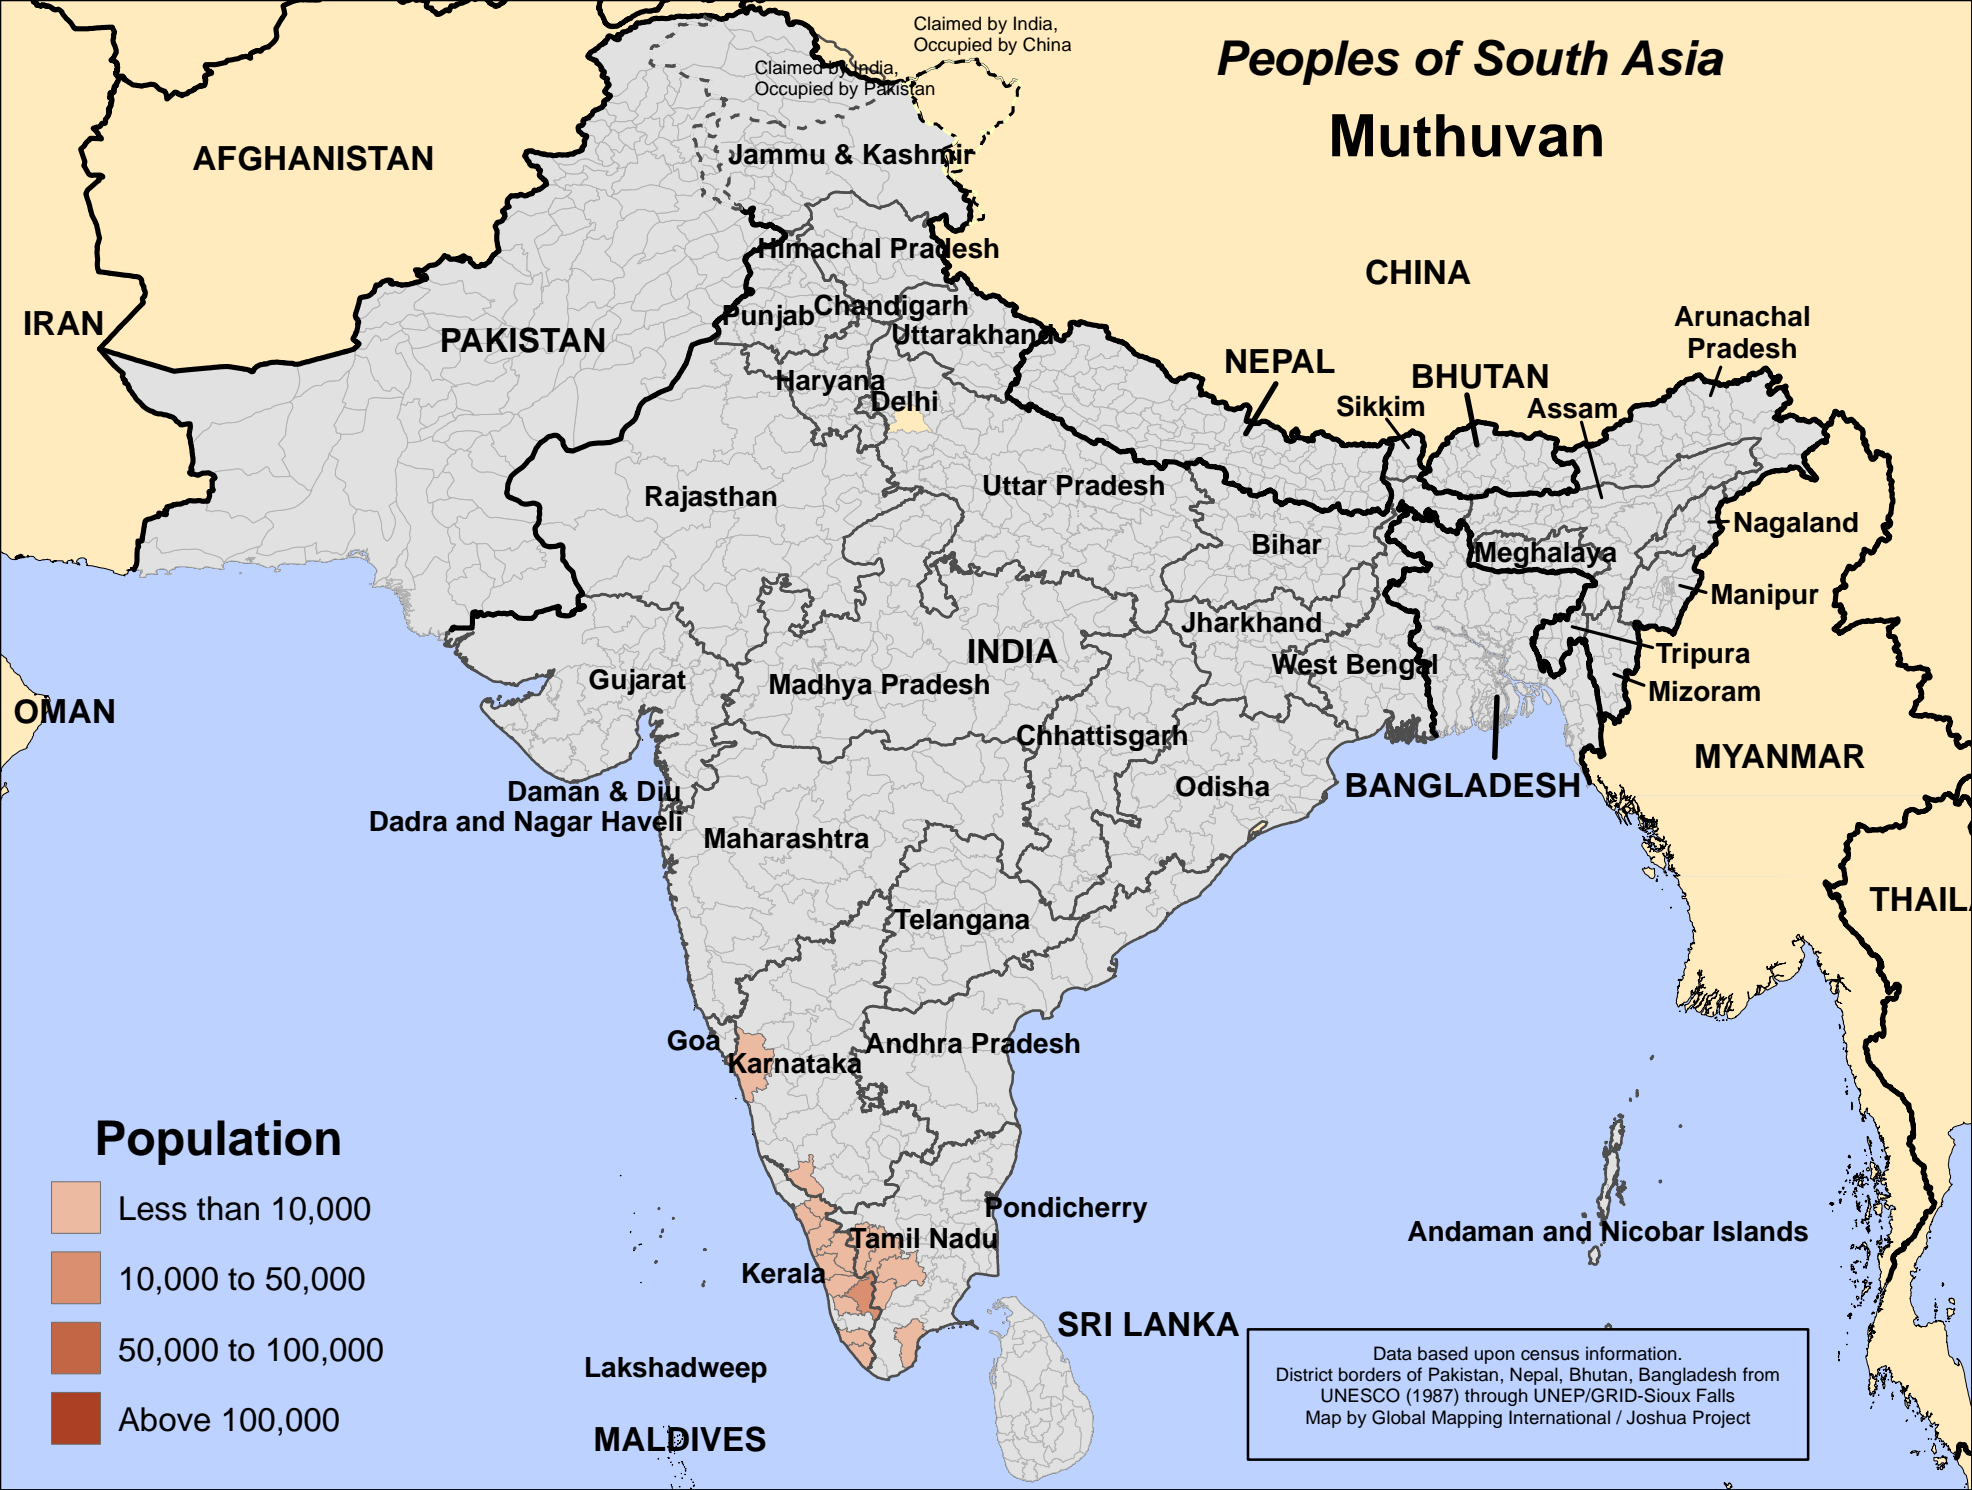 Claimed by India,
Occupied by China
Peoples of South Asia
Muthuvan
Claimed by India,
Occupied by Pakistan
AFGHANISTAN
Jammu & Kashmir
Himachal Pradesh
CHINA
IRAN
PAKISTAN
Punjab
Chandigarh
Uttarakhand
Arunachal
Pradesh
NEPAL
BHUTAN
Haryana
Delhi
Sikkim
Assam
Rajasthan
Uttar Pradesh
Bihar
Meghalaya
Nagaland
Manipur
Jharkhand
INDIA
West Bengal
Tripura
Mizoram
Gujarat
Madhya Pradesh
OMAN
Chhattisgarh
MYANMAR
Odisha
BANGLADESH
Daman & Diu
Dadra and Nagar Haveli
Maharashtra
THAIL
Telangana
Goa
Karnataka
Andhra Pradesh
Pondicherry
Tamil Nadu
Andaman and Nicobar Islands
Kerala
SRI LANKA
Lakshadweep
MALDIVES
Population
Less than 10,000
10,000 to 50,000
50,000 to 100,000
Above 100,000
Data based upon census information.
District borders of Pakistan, Nepal, Bhutan, Bangladesh from
UNESCO (1987) through UNEP/GRID-Sioux Falls
Map by Global Mapping International / Joshua Project